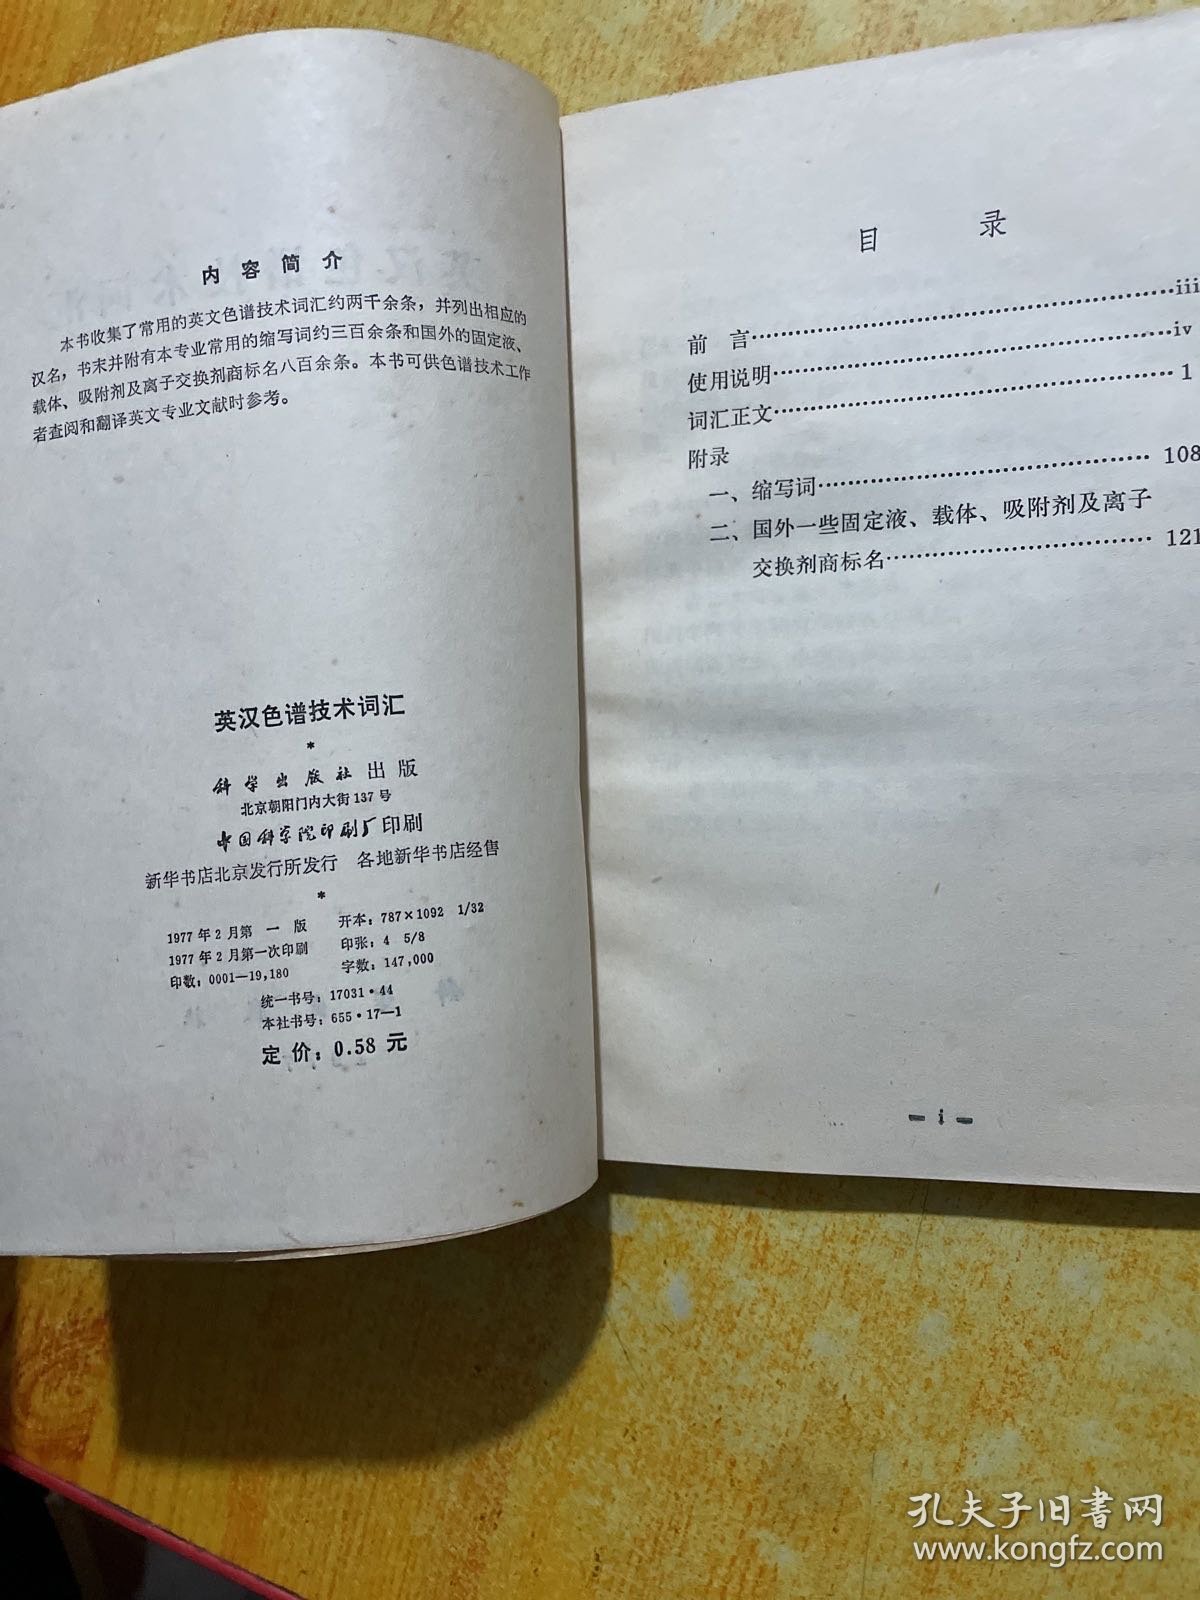 内容简介
本书收集了常用的英文色谱技术词汇约两千余条，并列出相应的
汉名，书末并附有本专业常用的缩写词约三百余条和国外的固定液、
载体、吸附剂及离子交换剂商标名八百余条。本书可供色谱技术工作
者查阅和翻译英文专业文献时参考。
英汉色谱技术词汇
*
科学出版社出版
北京朝阳门内大街 137 号
中国科学院印刷厂印刷
新华书店北京发行所发行 各地新华书店经售
*
1977 年 2 月第 一 版 开本：787×1092 1/32
1977 年 2 月第一次印刷 印张：4 5/8
印数：0001—19,180 字数：147,000
统一书号：17031·44
本社书号：655·17—1
定 价：0.58 元
目 录
前 言……iii
使用说明……iv
词汇正文……1
附录
一、缩写词……108
二、国外一些固定液、载体、吸附剂及离子
交换剂商标名……121
— i —
孔夫子旧书网
www.kongfz.com